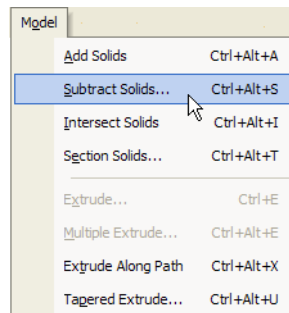 Model
Add Solids Ctrl+Alt+A
Subtract Solids... Ctrl+Alt+S
Intersect Solids Ctrl+Alt+I
Section Solids... Ctrl+Alt+T
Extrude... Ctrl+E
Multiple Extrude... Ctrl+Alt+E
Extrude Along Path Ctrl+Alt+X
Tapered Extrude... Ctrl+Alt+U